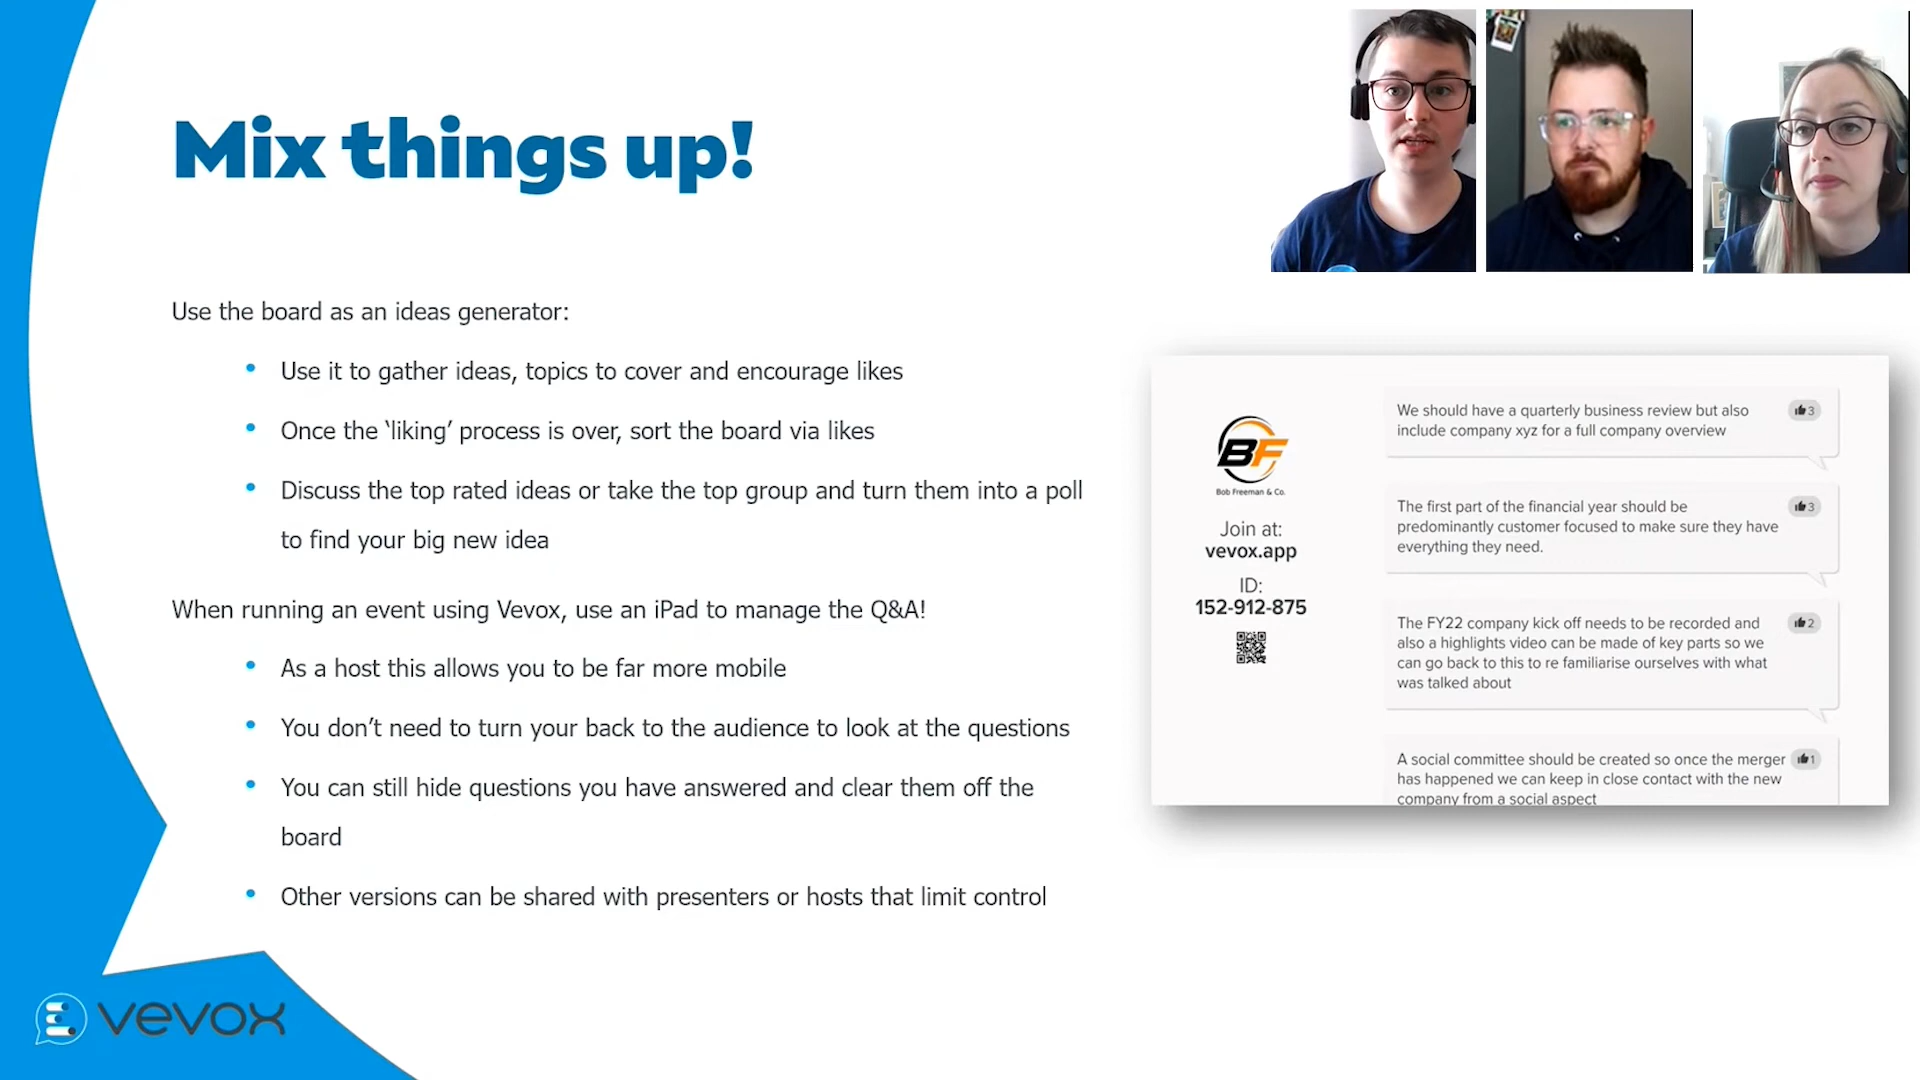 Mix things up!
Use the board as an ideas generator:
• Use it to gather ideas, topics to cover and encourage likes
• Once the ‘liking’ process is over, sort the board via likes
• Discuss the top rated ideas or take the top group and turn them into a poll
to find your big new idea
When running an event using Vevox, use an iPad to manage the Q&A!
• As a host this allows you to be far more mobile
• You don’t need to turn your back to the audience to look at the questions
• You can still hide questions you have answered and clear them off the
board
• Other versions can be shared with presenters or hosts that limit control
BF
Bob Freeman & Co.
Join at:
vevox.app
ID:
152-912-875
We should have a quarterly business review but also
include company xyz for a full company overview
3
The first part of the financial year should be
predominantly customer focused to make sure they have
everything they need.
3
The FY22 company kick off needs to be recorded and
also a highlights video can be made of key parts so we
can go back to this to re familiarise ourselves with what
was talked about
2
A social committee should be created so once the merger
has happened we can keep in close contact with the new
company from a social aspect
1
vevox